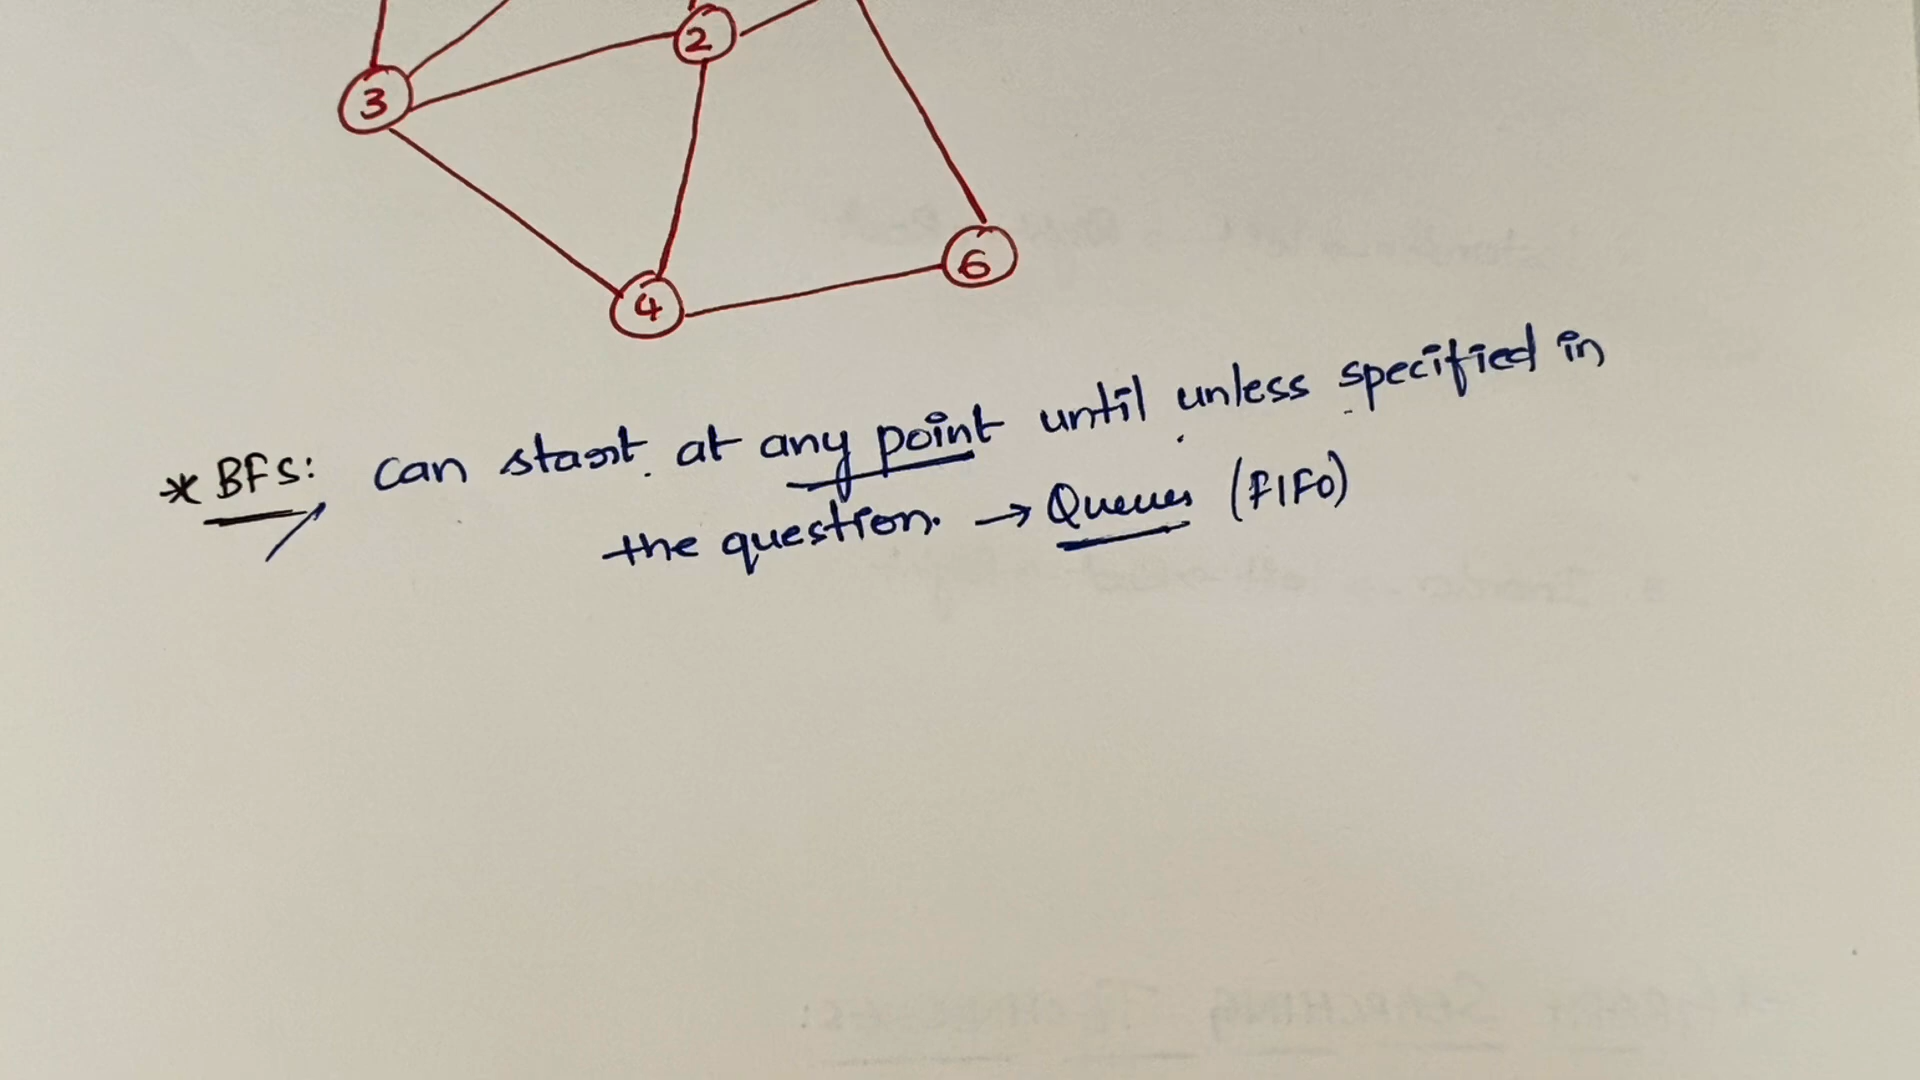 2
3
6
4
* BFS: can start at any point until unless specified in
the question. → Queues (FIFO)